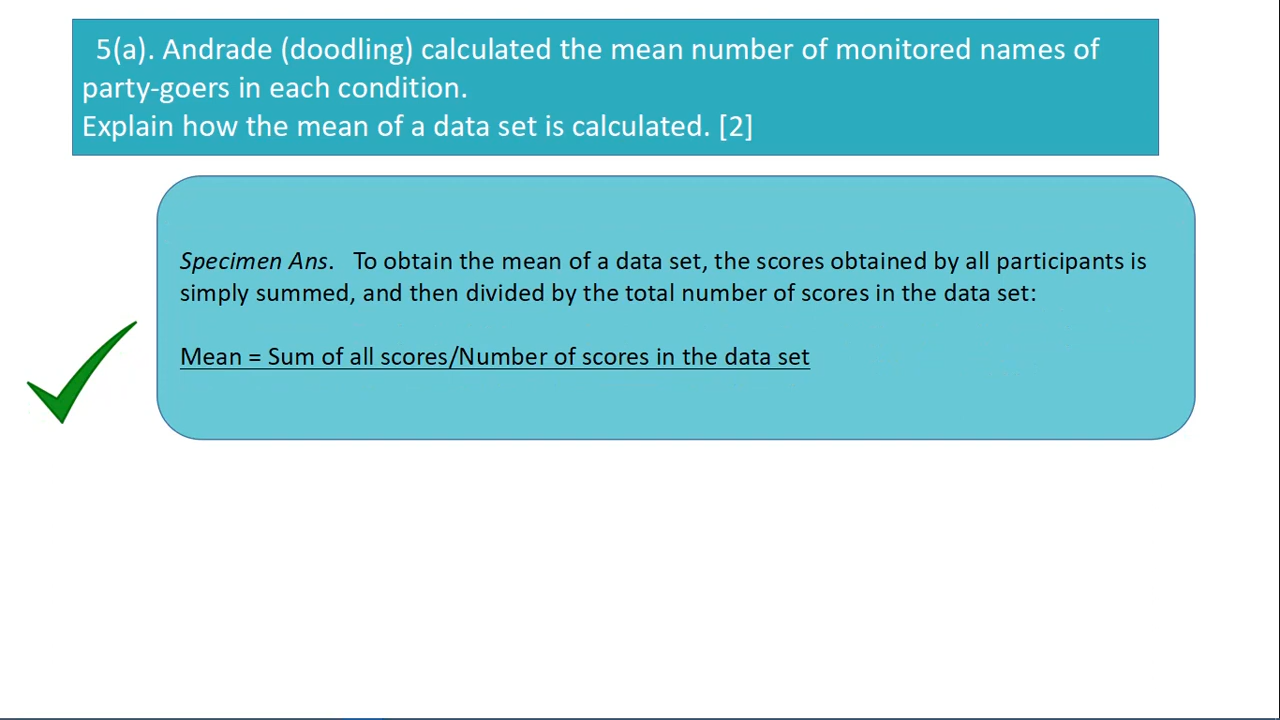 5(a). Andrade (doodling) calculated the mean number of monitored names of
party-goers in each condition.
Explain how the mean of a data set is calculated. [2]
Specimen Ans. To obtain the mean of a data set, the scores obtained by all participants is
simply summed, and then divided by the total number of scores in the data set:
Mean = Sum of all scores/Number of scores in the data set